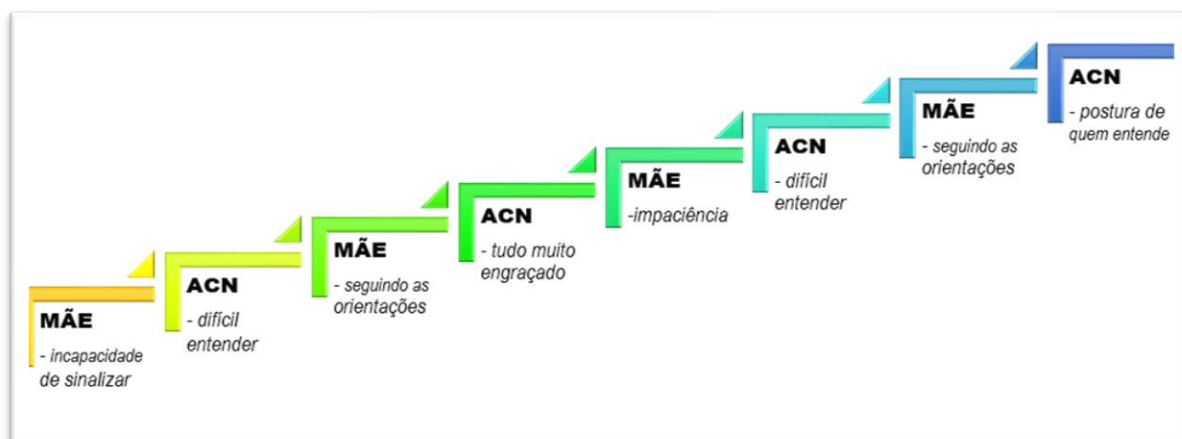 MÃE
- incapacidade
de sinalizar
ACN
- difícil
entender
MÃE
- seguindo as
orientações
ACN
- tudo muito
engraçado
MÃE
-impaciência
ACN
- difícil
entender
MÃE
- seguindo as
orientações
ACN
- postura de
quem entende